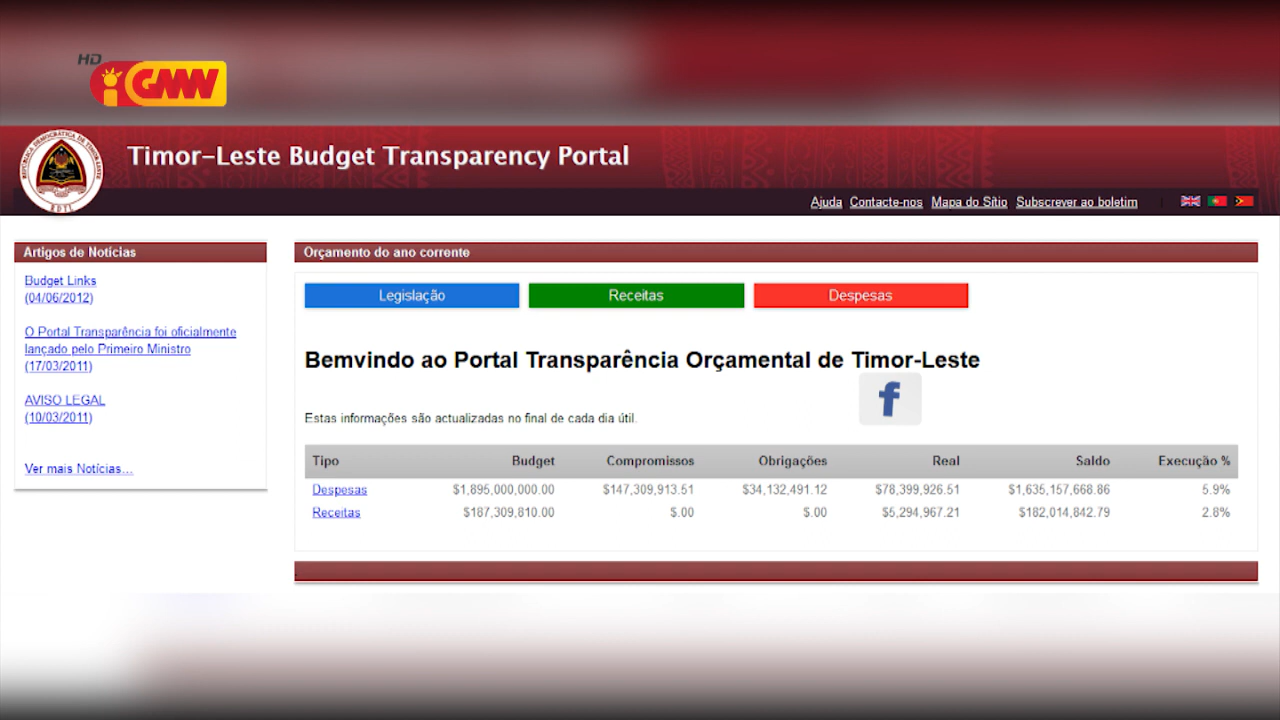 HD
GMW
Timor-Leste Budget Transparency Portal
Ajuda Contacte-nos Mapa do Sítio Subscrever ao boletim
Artigos de Notícias
Budget Links
(04/06/2012)
O Portal Transparência foi oficialmente
lançado pelo Primeiro Ministro
(17/03/2011)
AVISO LEGAL
(10/03/2011)
Ver mais Notícias...
Orçamento do ano corrente
Legislação Receitas Despesas
Bemvindo ao Portal Transparência Orçamental de Timor-Leste
f
Estas informações são actualizadas no final de cada dia útil.
Tipo Budget Compromissos Obrigações Real Saldo Execução %
Despesas $1,895,000,000.00 $147,309,913.51 $34,132,491.12 $78,399,926.51 $1,635,157,668.86 5.9%
Receitas $187,309,810.00 $.00 $.00 $5,294,967.21 $182,014,842.79 2.8%